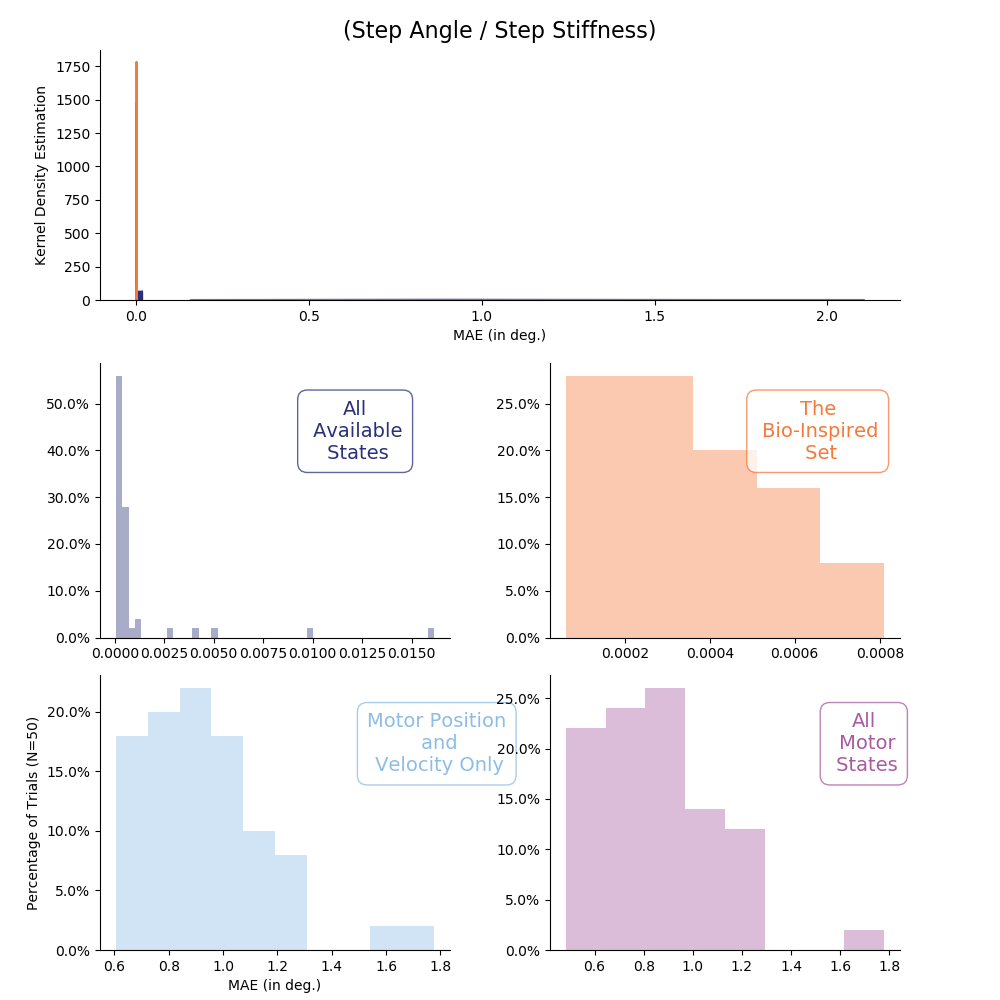 (Step Angle / Step Stiffness)
Kernel Density Estimation
1750
1500
1250
1000
750
500
250
0
0.0 0.5 1.0 1.5 2.0
MAE (in deg.)
50.0%
40.0%
30.0%
20.0%
10.0%
0.0%
All
Available
States
0.0000 0.0025 0.0050 0.0075 0.0100 0.0125 0.0150
25.0%
20.0%
15.0%
10.0%
5.0%
0.0%
The
Bio-Inspired
Set
0.0002 0.0004 0.0006 0.0008
Percentage of Trials (N=50)
20.0%
15.0%
10.0%
5.0%
0.0%
Motor Position
and
Velocity Only
0.6 0.8 1.0 1.2 1.4 1.6 1.8
MAE (in deg.)
25.0%
20.0%
15.0%
10.0%
5.0%
0.0%
All
Motor
States
0.6 0.8 1.0 1.2 1.4 1.6 1.8